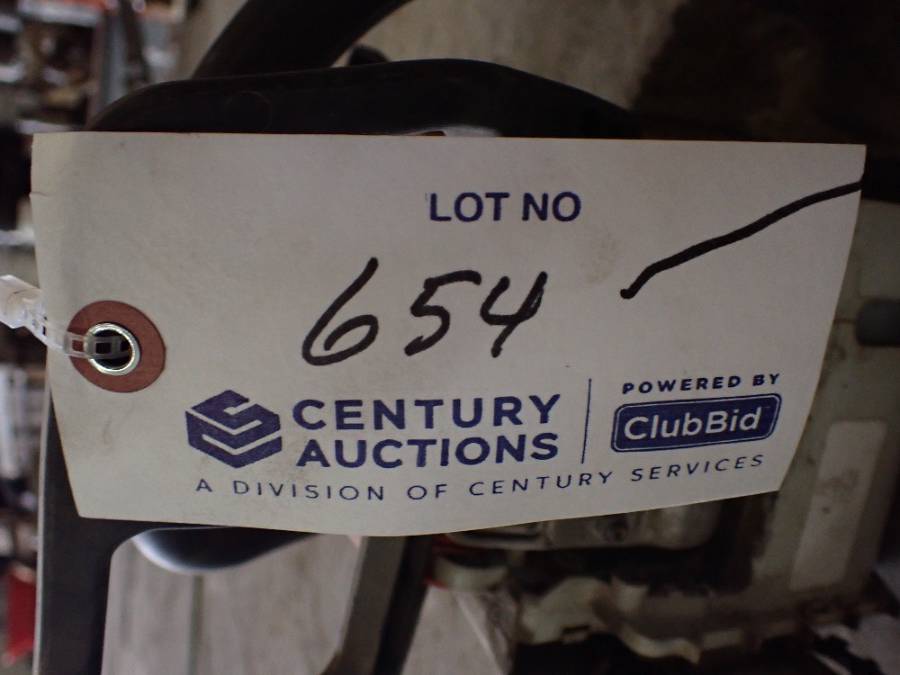 LOT NO
654
CENTURY AUCTIONS
POWERED BY
ClubBid
A DIVISION OF CENTURY SERVICES